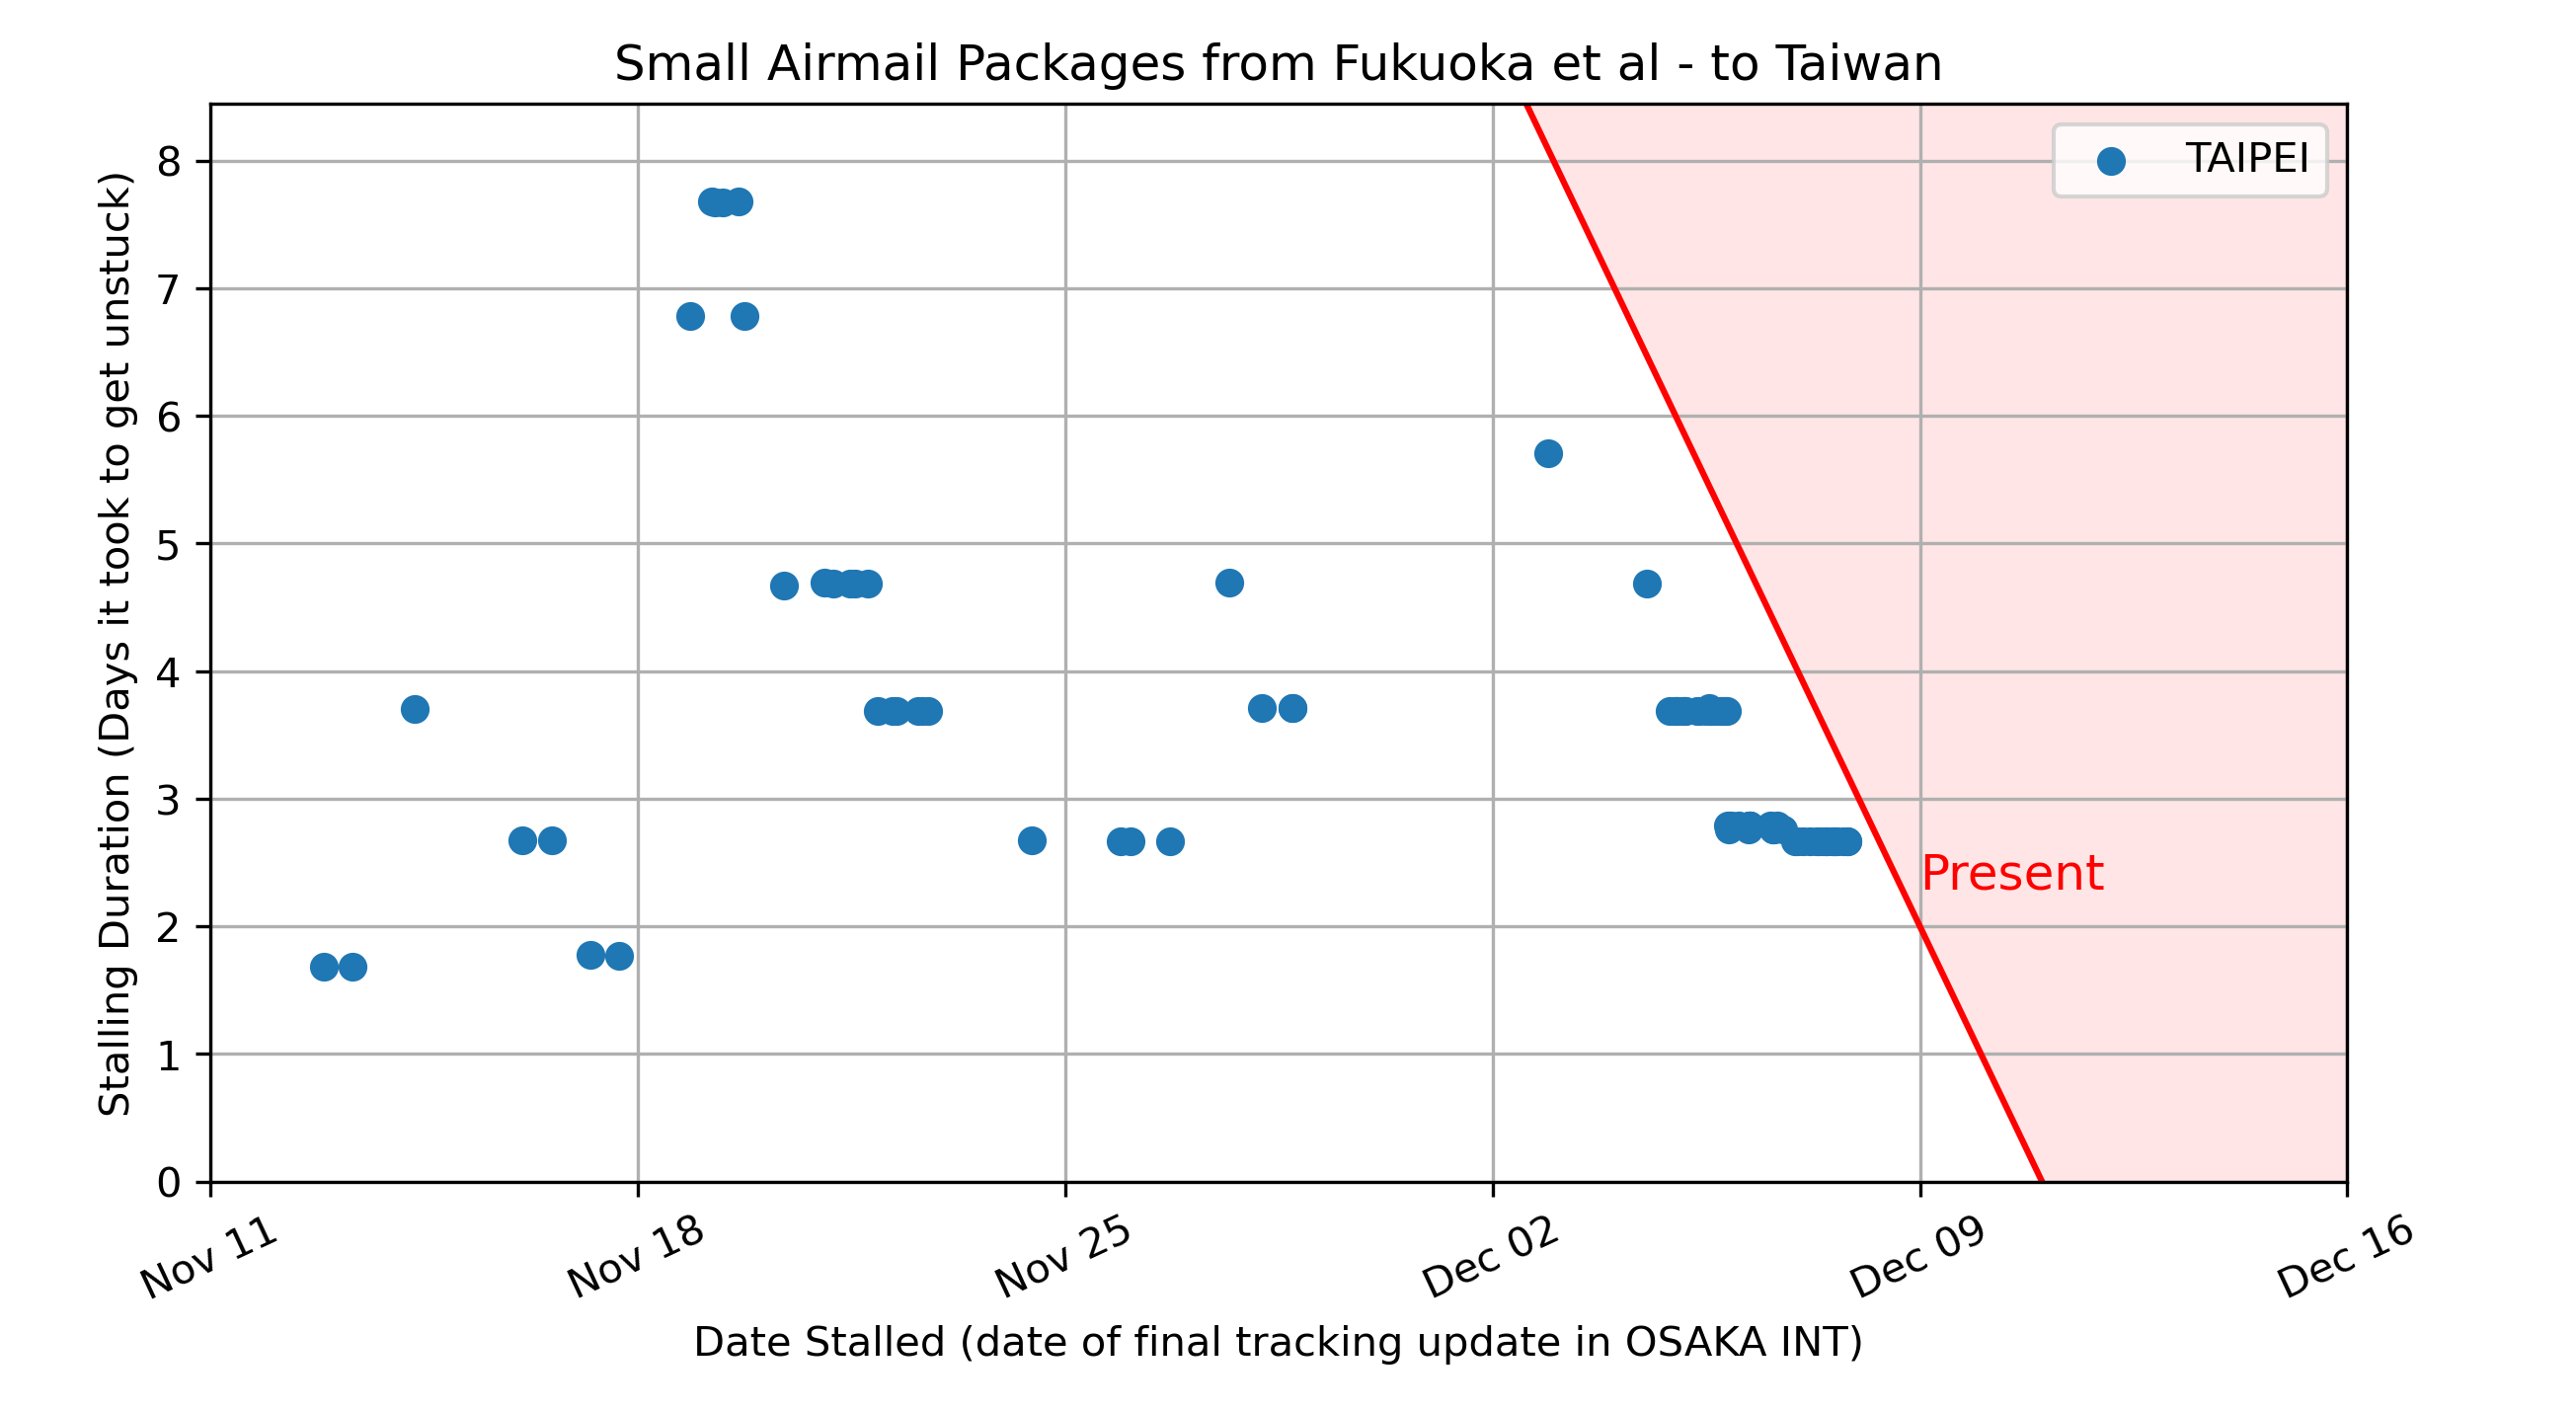 Small Airmail Packages from Fukuoka et al - to Taiwan
TAIPEI
Stalling Duration (Days it took to get unstuck)
8
7
6
5
4
3
2
1
0
Present
Nov 11
Nov 18
Nov 25
Dec 02
Dec 09
Dec 16
Date Stalled (date of final tracking update in OSAKA INT)